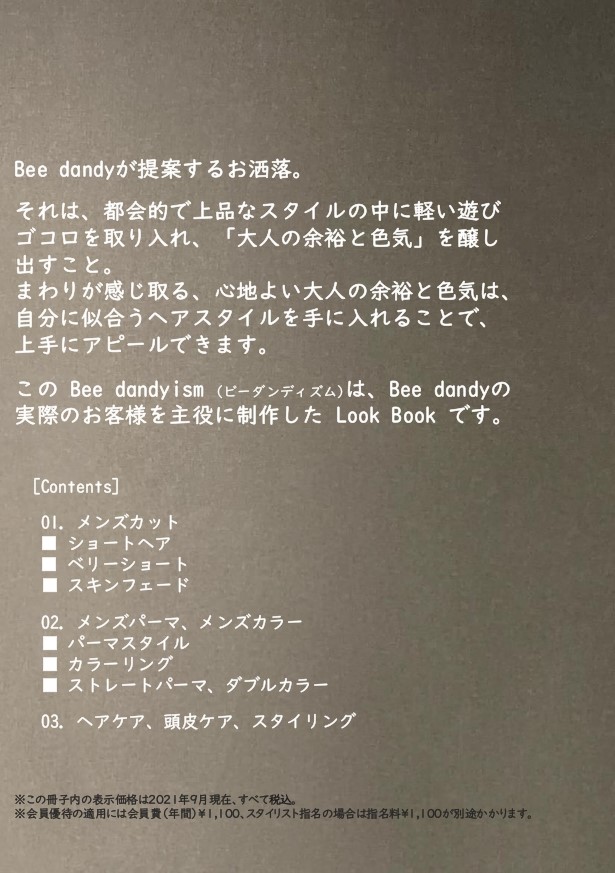 Bee dandyが提案するお洒落。
それは、都会的で上品なスタイルの中に軽い遊び
ゴコロを取り入れ、「大人の余裕と色気」を醸し
出すこと。
まわりが感じ取る、心地よい大人の余裕と色気は、
自分に似合うヘアスタイルを手に入れることで、
上手にアピールできます。
この Bee dandyism (ビーダンディズム)は、Bee dandyの
実際のお客様を主役に制作した Look Book です。
[Contents]
01. メンズカット
■ ショートヘア
■ ベリーショート
■ スキンフェード
02. メンズパーマ、メンズカラー
■ パーマスタイル
■ カラーリング
■ ストレートパーマ、ダブルカラー
03. ヘアケア、頭皮ケア、スタイリング
※この冊子内の表示価格は2021年9月現在、すべて税込。
※会員優待の適用には会員費(年間)¥1,100、スタイリスト指名の場合は指名料¥1,100が別途かかります。